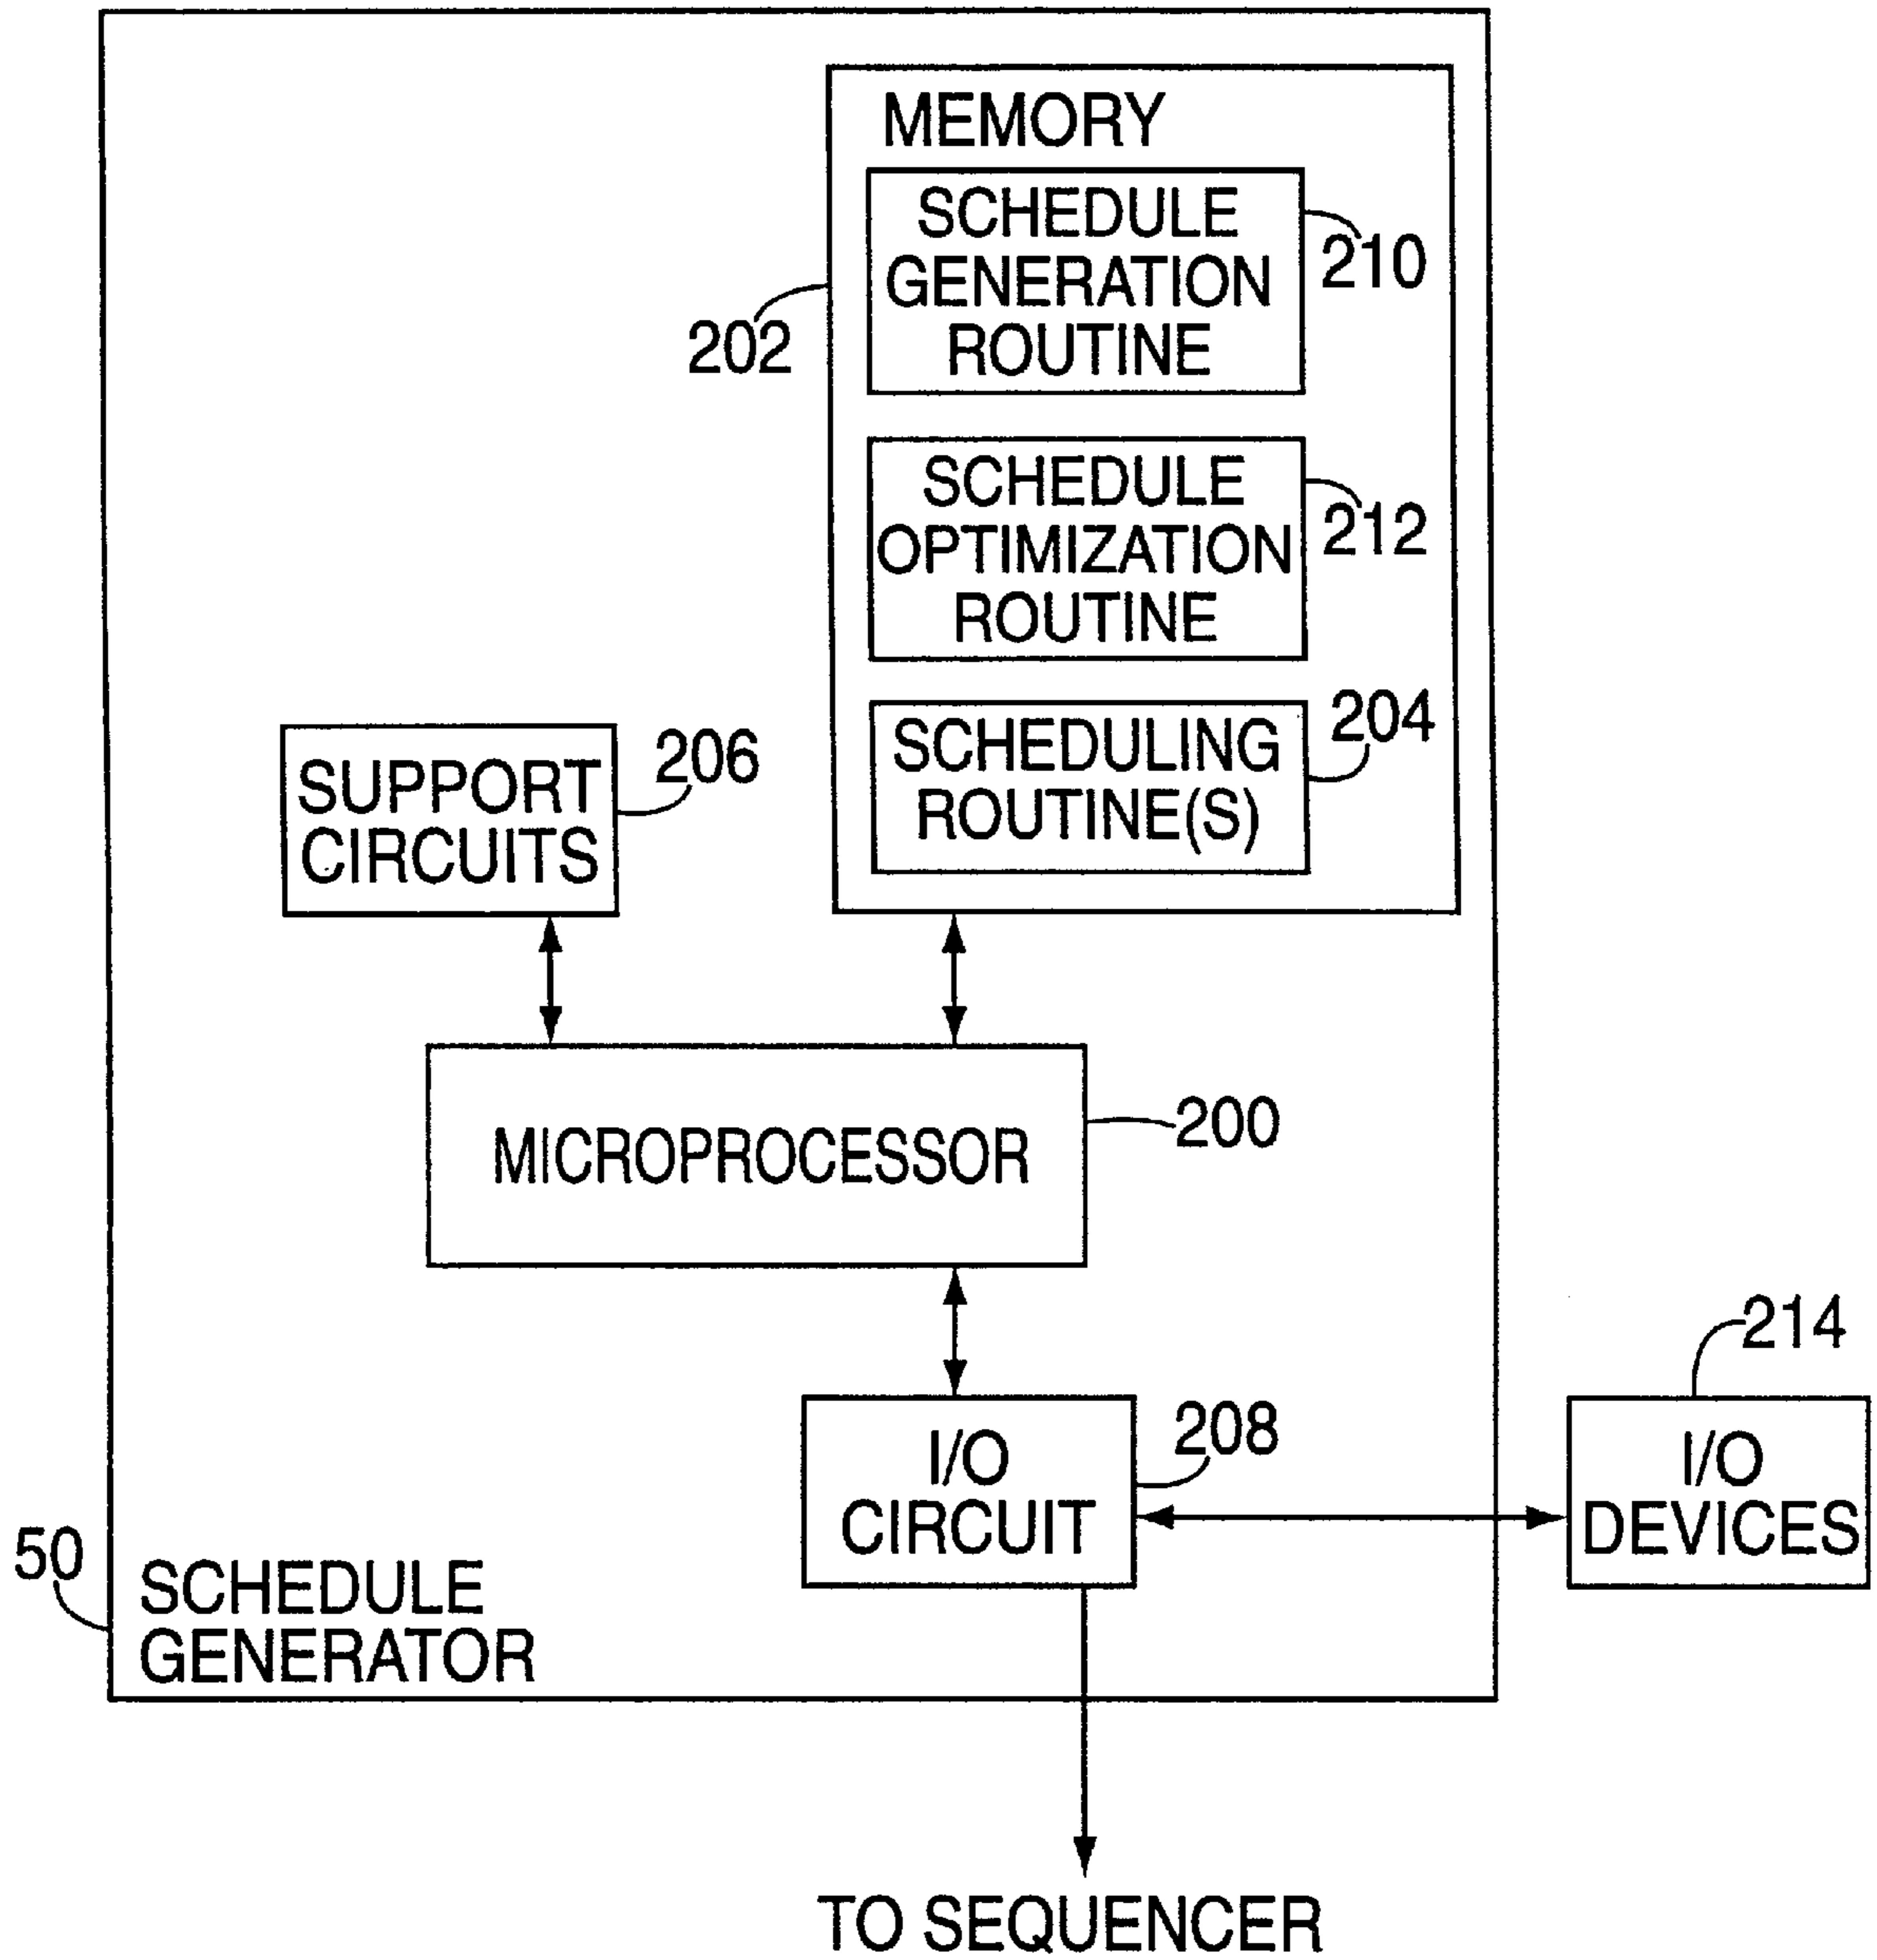 MEMORY
SCHEDULE
GENERATION
ROUTINE
210
202
SCHEDULE
OPTIMIZATION
ROUTINE
212
SCHEDULING
ROUTINE(S)
204
SUPPORT
CIRCUITS
206
MICROPROCESSOR
200
I/O
CIRCUIT
208
I/O
DEVICES
214
50
SCHEDULE
GENERATOR
TO SEQUENCER